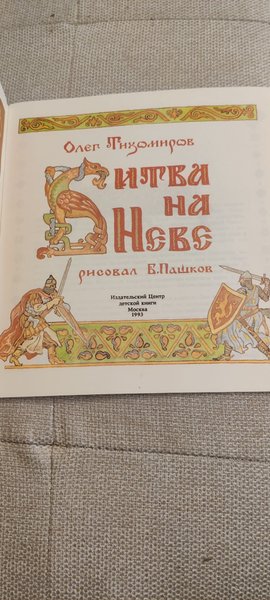 Олег Тихомиров
Битва
на
Неве
рисовал Б.Пашков
Издательский Центр
детской книги
Москва
1993